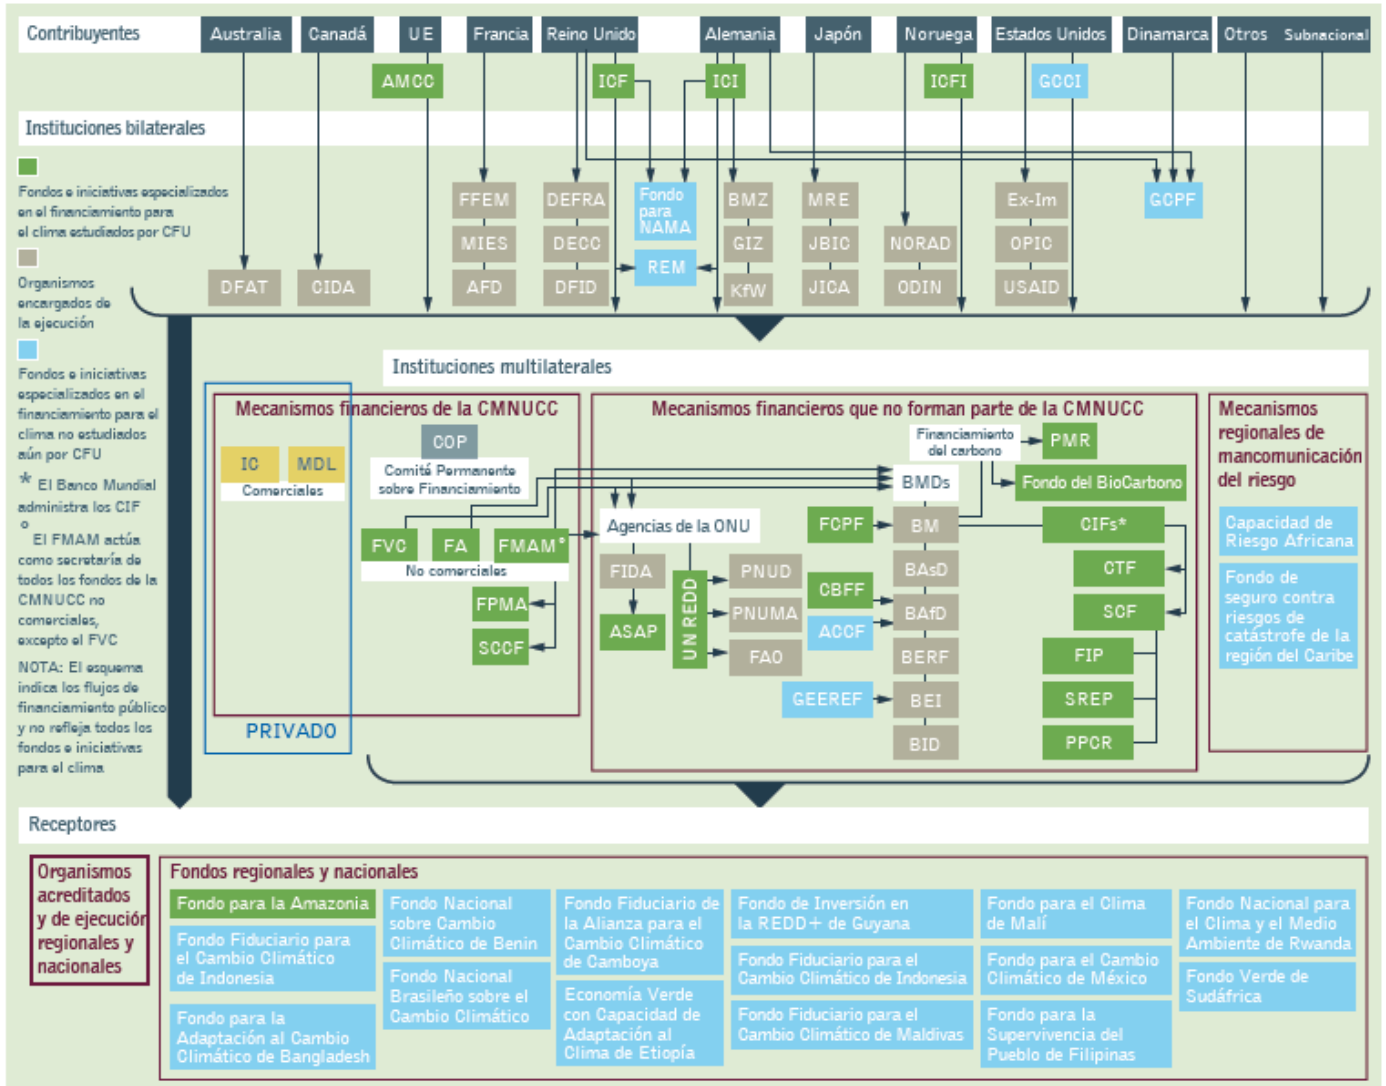 Contribuyentes
Australia
Canadá
UE
Francia
Reino Unido
Alemania
Japón
Noruega
Estados Unidos
Dinamarca
Otros
Subnacional
AMCC
ICF
ICI
ICFI
GCCI
Instituciones bilaterales
Fondos e iniciativas especializados
en el financiamiento para
el clima estudiados por CFU
Organismos
encargados de
la ejecución
Fondos e iniciativas
especializados en el
financiamiento para el
clima no estudiados
aún por CFU
* El Banco Mundial
administra los CIF
° El FMAM actúa
como secretaría de
todos los fondos de la
CMNUCC no
comerciales,
excepto el FVC
NOTA: El esquema
indica los flujos de
financiamiento público
y no refleja todos los
fondos e iniciativas
para el clima
DFAT
CIDA
FFEM
MIES
AFD
DEFRA
DECC
DFID
Fondo
para
NAMA
REM
BMZ
GIZ
KfW
MRE
JBIC
JICA
NORAD
ODIN
Ex-Im
OPIC
USAID
GCPF
Instituciones multilaterales
Mecanismos financieros de la CMNUCC
IC
MDL
Comerciales
COP
Comité Permanente
sobre Financiamiento
FVC
FA
FMAM°
No comerciales
FPMA
SCCF
PRIVADO
Mecanismos financieros que no forman parte de la CMNUCC
Financiamiento
del carbono
PMR
BMDs
Fondo del BioCarbono
Agencias de la ONU
FIDA
ASAP
UN REDD
PNUD
PNUMA
FAO
FCPF
CBFF
ACCF
GEEREF
BM
BAsD
BAfD
BERF
BEI
BID
CIFs*
CTF
SCF
FIP
SREP
PPCR
Mecanismos
regionales de
mancomunicación
del riesgo
Capacidad de
Riesgo Africana
Fondo de
seguro contra
riesgos de
catástrofe de la
región del Caribe
Receptores
Organismos
acreditados
y de ejecución
regionales y
nacionales
Fondos regionales y nacionales
Fondo para la Amazonia
Fondo Fiduciario para
el Cambio Climático
de Indonesia
Fondo para la
Adaptación al Cambio
Climático de Bangladesh
Fondo Nacional
sobre Cambio
Climático de Benin
Fondo Nacional
Brasileño sobre el
Cambio Climático
Fondo Fiduciario de
la Alianza para el
Cambio Climático
de Camboya
Economía Verde
con Capacidad de
Adaptación al
Clima de Etiopía
Fondo de Inversión en
la REDD+ de Guyana
Fondo Fiduciario para el
Cambio Climático de Indonesia
Fondo Fiduciario para el
Cambio Climático de Maldivas
Fondo para el Clima
de Malí
Fondo para el Cambio
Climático de México
Fondo para la
Supervivencia del
Pueblo de Filipinas
Fondo Nacional para
el Clima y el Medio
Ambiente de Rwanda
Fondo Verde de
Sudáfrica